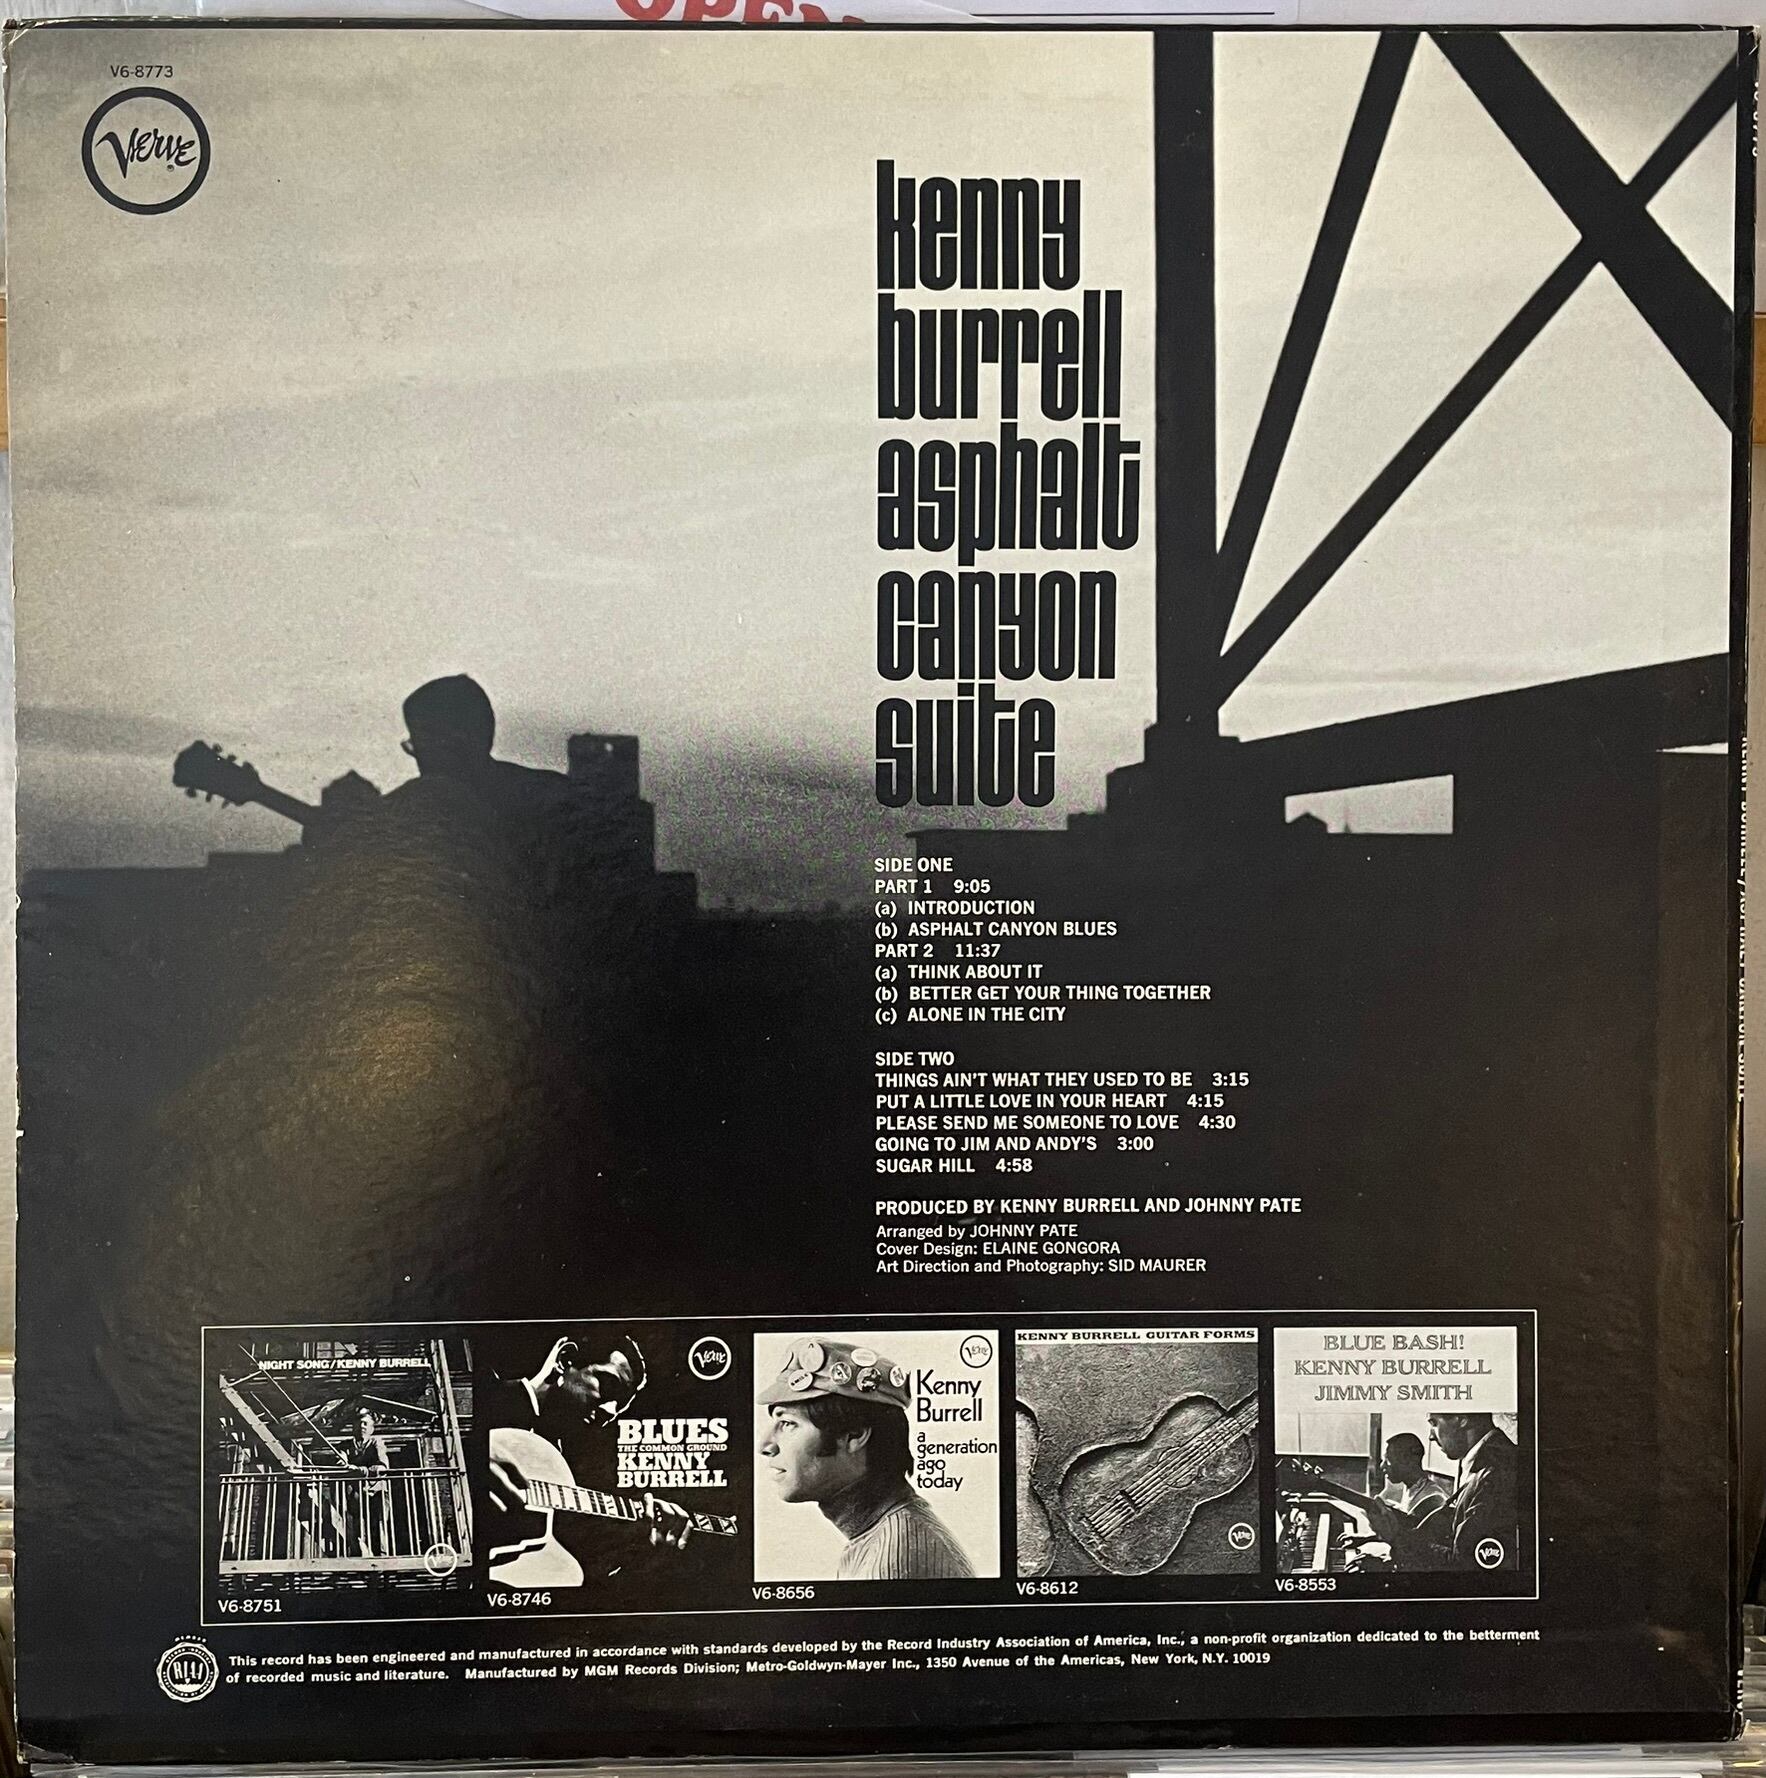 OPEN
V6-8773
Verve
kenny
burrell
asphalt
canyon
suite
SIDE ONE
PART 1 9:05
(a) INTRODUCTION
(b) ASPHALT CANYON BLUES
PART 2 11:37
(a) THINK ABOUT IT
(b) BETTER GET YOUR THING TOGETHER
(c) ALONE IN THE CITY
SIDE TWO
THINGS AIN'T WHAT THEY USED TO BE 3:15
PUT A LITTLE LOVE IN YOUR HEART 4:15
PLEASE SEND ME SOMEONE TO LOVE 4:30
GOING TO JIM AND ANDY'S 3:00
SUGAR HILL 4:58
PRODUCED BY KENNY BURRELL AND JOHNNY PATE
Arranged by JOHNNY PATE
Cover Design: ELAINE GONGORA
Art Direction and Photography: SID MAURER
NIGHT SONG/KENNY BURRELL
Verve
V6-8751
Verve
BLUES
THE COMMON GROUND
KENNY
BURRELL
V6-8746
Verve
Kenny
Burrell
a
generation
ago
today
V6-8656
KENNY BURRELL GUITAR FORMS
Verve
V6-8612
BLUE BASH!
KENNY BURRELL
JIMMY SMITH
Verve
V6-8553
RIAA
This record has been engineered and manufactured in accordance with standards developed by the Record Industry Association of America, Inc., a non-profit organization dedicated to the betterment
of recorded music and literature. Manufactured by MGM Records Division; Metro-Goldwyn-Mayer Inc., 1350 Avenue of the Americas, New York, N.Y. 10019